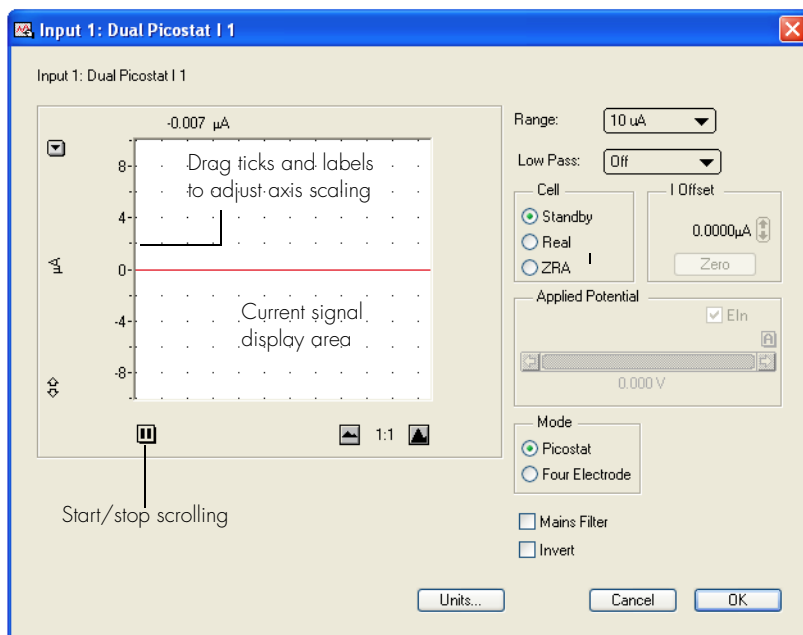 Input 1: Dual Picostat I 1
Input 1: Dual Picostat I 1
-0.007 µA
8
4
0
-4
-8
µA
Drag ticks and labels
to adjust axis scaling
Current signal
display area
1:1
Start/stop scrolling
Range: 10 uA
Low Pass: Off
Cell
Standby
Real
ZRA
I Offset
0.0000µA
Zero
Applied Potential
EIn
A
0.000 V
Mode
Picostat
Four Electrode
Mains Filter
Invert
Units...
Cancel
OK